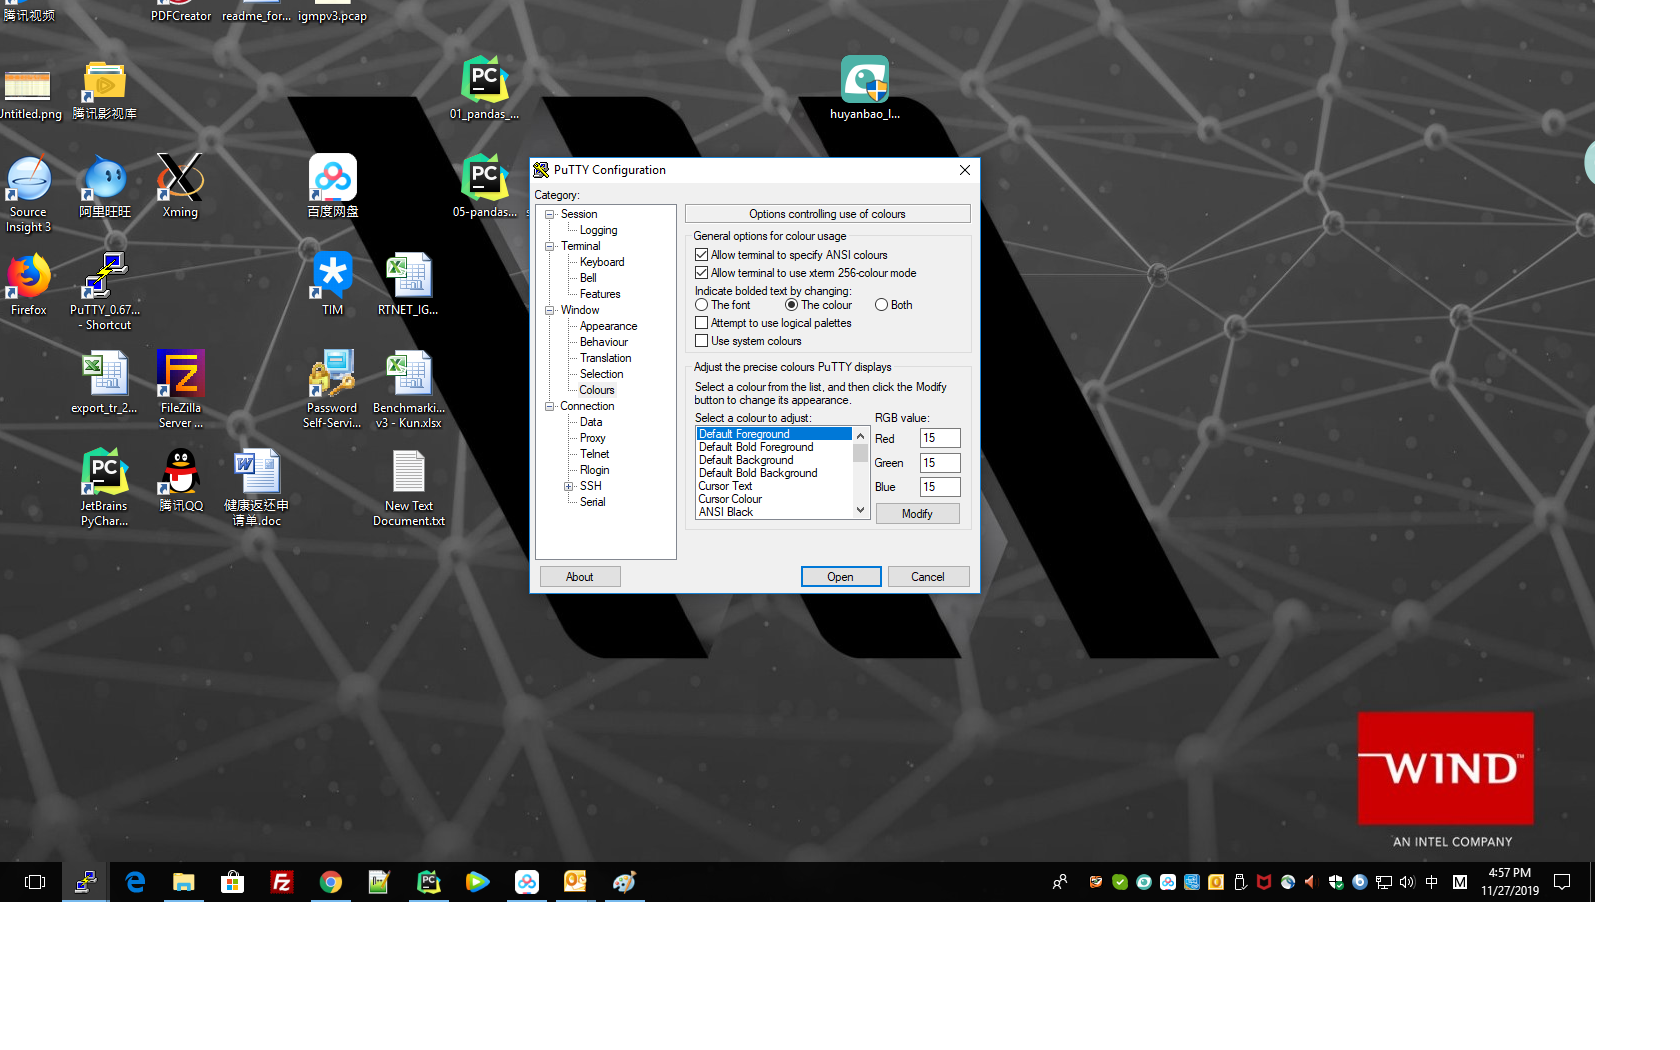 腾讯视频
PDFCreator
readme_for...
igmpv3.pcap
Untitled.png
腾讯影视库
PC
01_pandas_...
huyanbao_I...
Source
Insight 3
阿里旺旺
Xming
百度网盘
PC
05-pandas...
Firefox
PuTTY_0.67...
- Shortcut
TIM
RTNET_IG...
export_tr_2...
FileZilla
Server ...
Password
Self-Servi...
Benchmarki...
v3 - Kun.xlsx
PC
JetBrains
PyChar...
腾讯QQ
健康返还申
请单.doc
New Text
Document.txt
PuTTY Configuration
Category:
Session
Logging
Terminal
Keyboard
Bell
Features
Window
Appearance
Behaviour
Translation
Selection
Colours
Connection
Data
Proxy
Telnet
Rlogin
SSH
Serial
Options controlling use of colours
General options for colour usage
Allow terminal to specify ANSI colours
Allow terminal to use xterm 256-colour mode
Indicate bolded text by changing:
The font
The colour
Both
Attempt to use logical palettes
Use system colours
Adjust the precise colours PuTTY displays
Select a colour from the list, and then click the Modify
button to change its appearance.
Select a colour to adjust:
RGB value:
Default Foreground
Default Bold Foreground
Default Background
Default Bold Background
Cursor Text
Cursor Colour
ANSI Black
Red 15
Green 15
Blue 15
Modify
About
Open
Cancel
WIND™
AN INTEL COMPANY
中
M
4:57 PM
11/27/2019